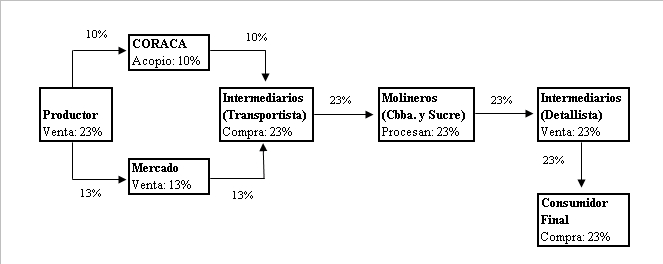 10%
CORACA
Acopio: 10%
10%
Productor
Venta: 23%
Intermediarios
(Transportista)
Compra: 23%
23%
Molineros
(Cbba. y Sucre)
Procesan: 23%
23%
Intermediarios
(Detallista)
Venta: 23%
13%
Mercado
Venta: 13%
13%
23%
Consumidor
Final
Compra: 23%